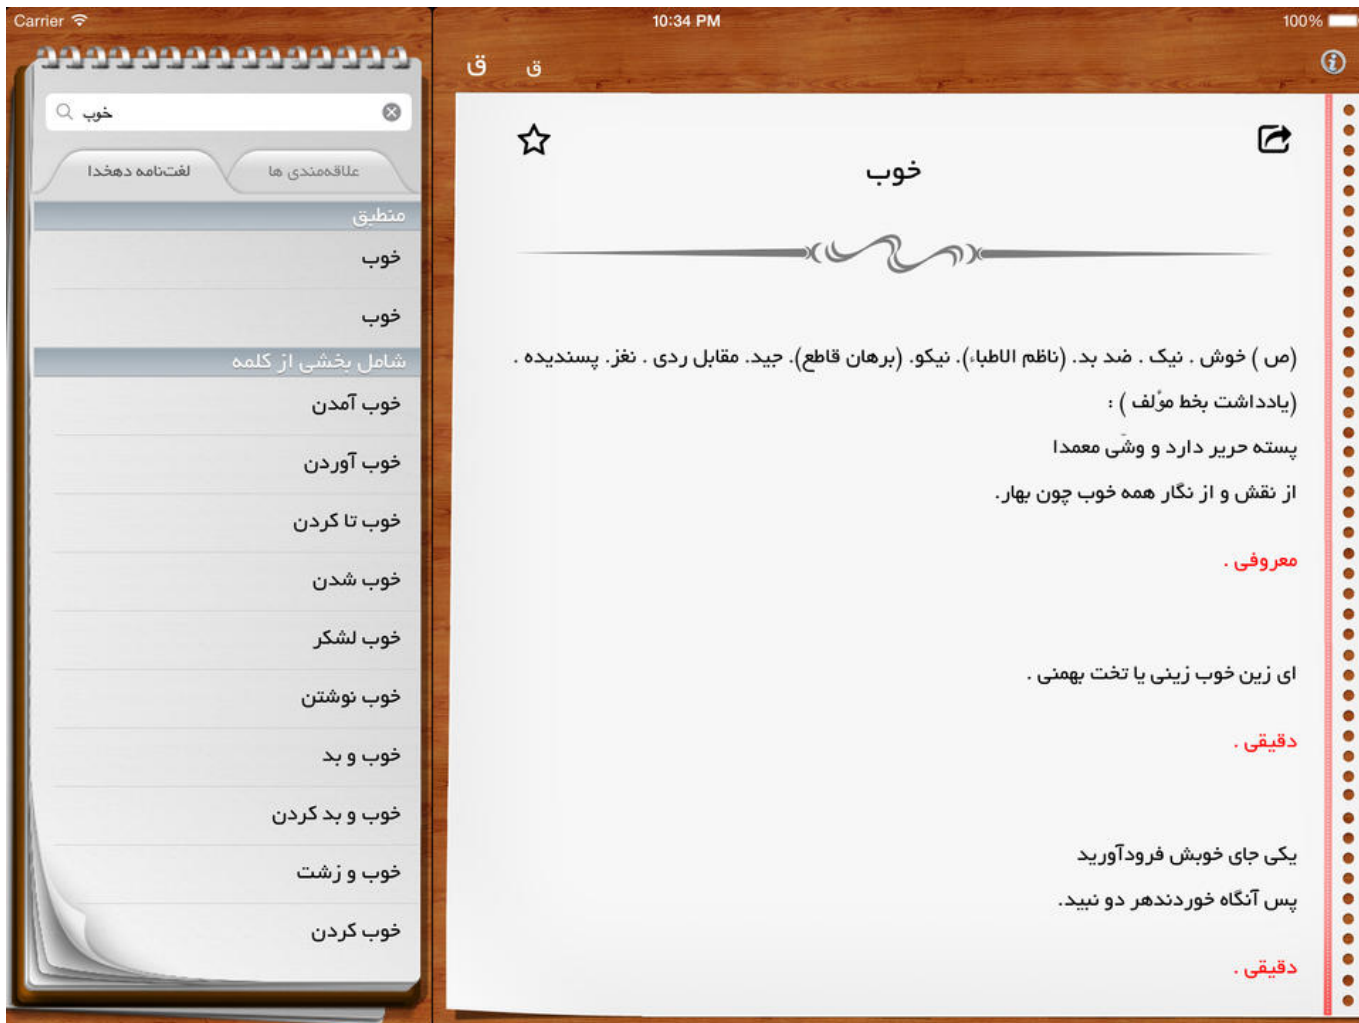 Carrier
10:34 PM
100%
خوب
لغت‌نامه دهخدا
علاقه‌مندی ها
منطبق
خوب
خوب
شامل بخشی از کلمه
خوب آمدن
خوب آوردن
خوب تا کردن
خوب شدن
خوب لشکر
خوب نوشتن
خوب و بد
خوب و بد کردن
خوب و زشت
خوب کردن
ق ق
خوب
(ص ) خوش . نیک . ضد بد. (ناظم الاطباء). نیکو. (برهان قاطع). جید. مقابل ردی . نغز. پسندیده .
(یادداشت بخط مؤلف ) :
پسته حریر دارد و وشّی معمدا
از نقش و از نگار همه خوب چون بهار.
معروفی .
ای زین خوب زینی یا تخت بهمنی .
دقیقی .
یکی جای خوبش فرودآورید
پس آنگاه خوردندهر دو نبید.
دقیقی .